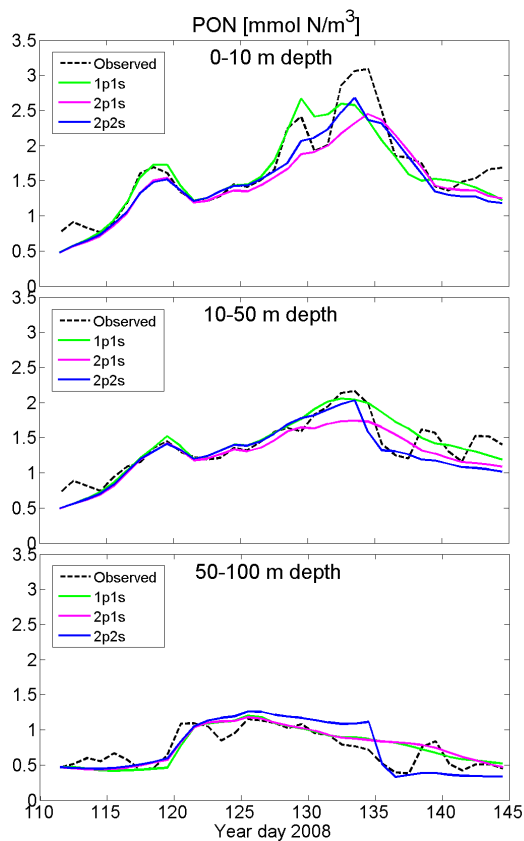 PON [mmol N/m³]
0-10 m depth
Observed
1p1s
2p1s
2p2s
3.5
3
2.5
2
1.5
1
0.5
0
10-50 m depth
Observed
1p1s
2p1s
2p2s
3.5
3
2.5
2
1.5
1
0.5
0
50-100 m depth
Observed
1p1s
2p1s
2p2s
3.5
3
2.5
2
1.5
1
0.5
0
110 115 120 125 130 135 140 145
Year day 2008